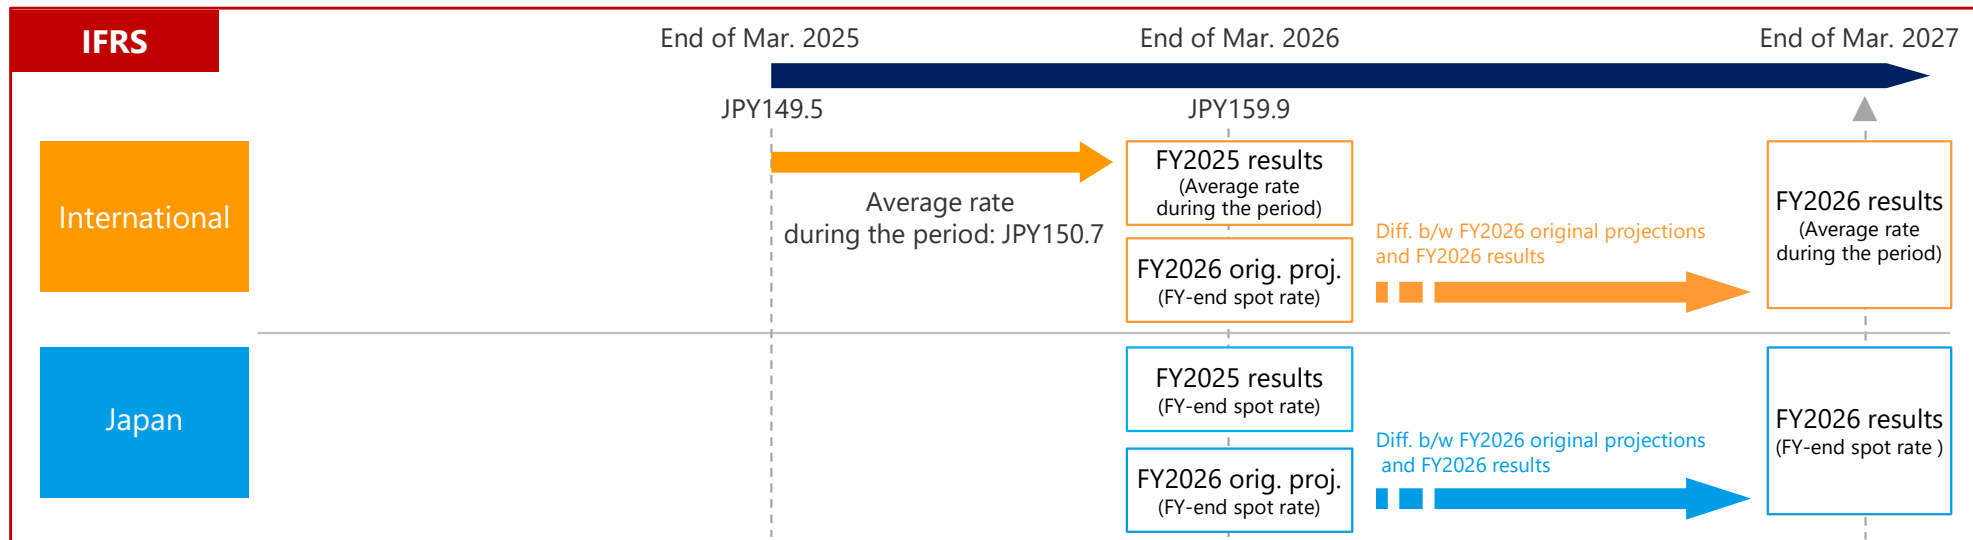 IFRS
End of Mar. 2025
End of Mar. 2026
End of Mar. 2027
JPY149.5
JPY159.9
International
Average rate
during the period: JPY150.7
FY2025 results
(Average rate
during the period)
FY2026 orig. proj.
(FY-end spot rate)
Diff. b/w FY2026 original projections
and FY2026 results
FY2026 results
(Average rate
during the period)
Japan
FY2025 results
(FY-end spot rate)
FY2026 orig. proj.
(FY-end spot rate)
Diff. b/w FY2026 original projections
and FY2026 results
FY2026 results
(FY-end spot rate )